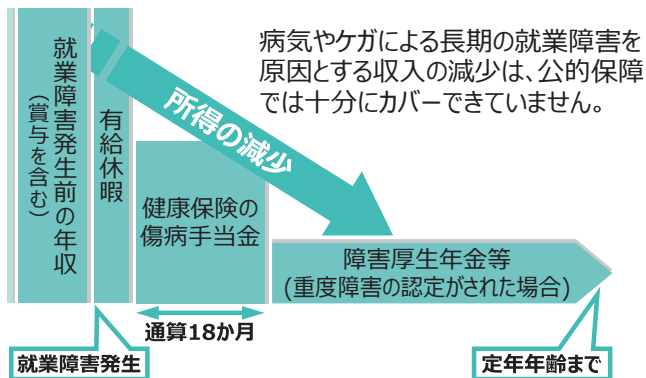 病気やケガによる長期の就業障害を
原因とする収入の減少は、公的保障
では十分にカバーできていません。
就業障害発生前の年収
（賞与を含む）
有給休暇
所得の減少
健康保険の
傷病手当金
障害厚生年金等
(重度障害の認定がされた場合)
通算18か月
就業障害発生
定年年齢まで